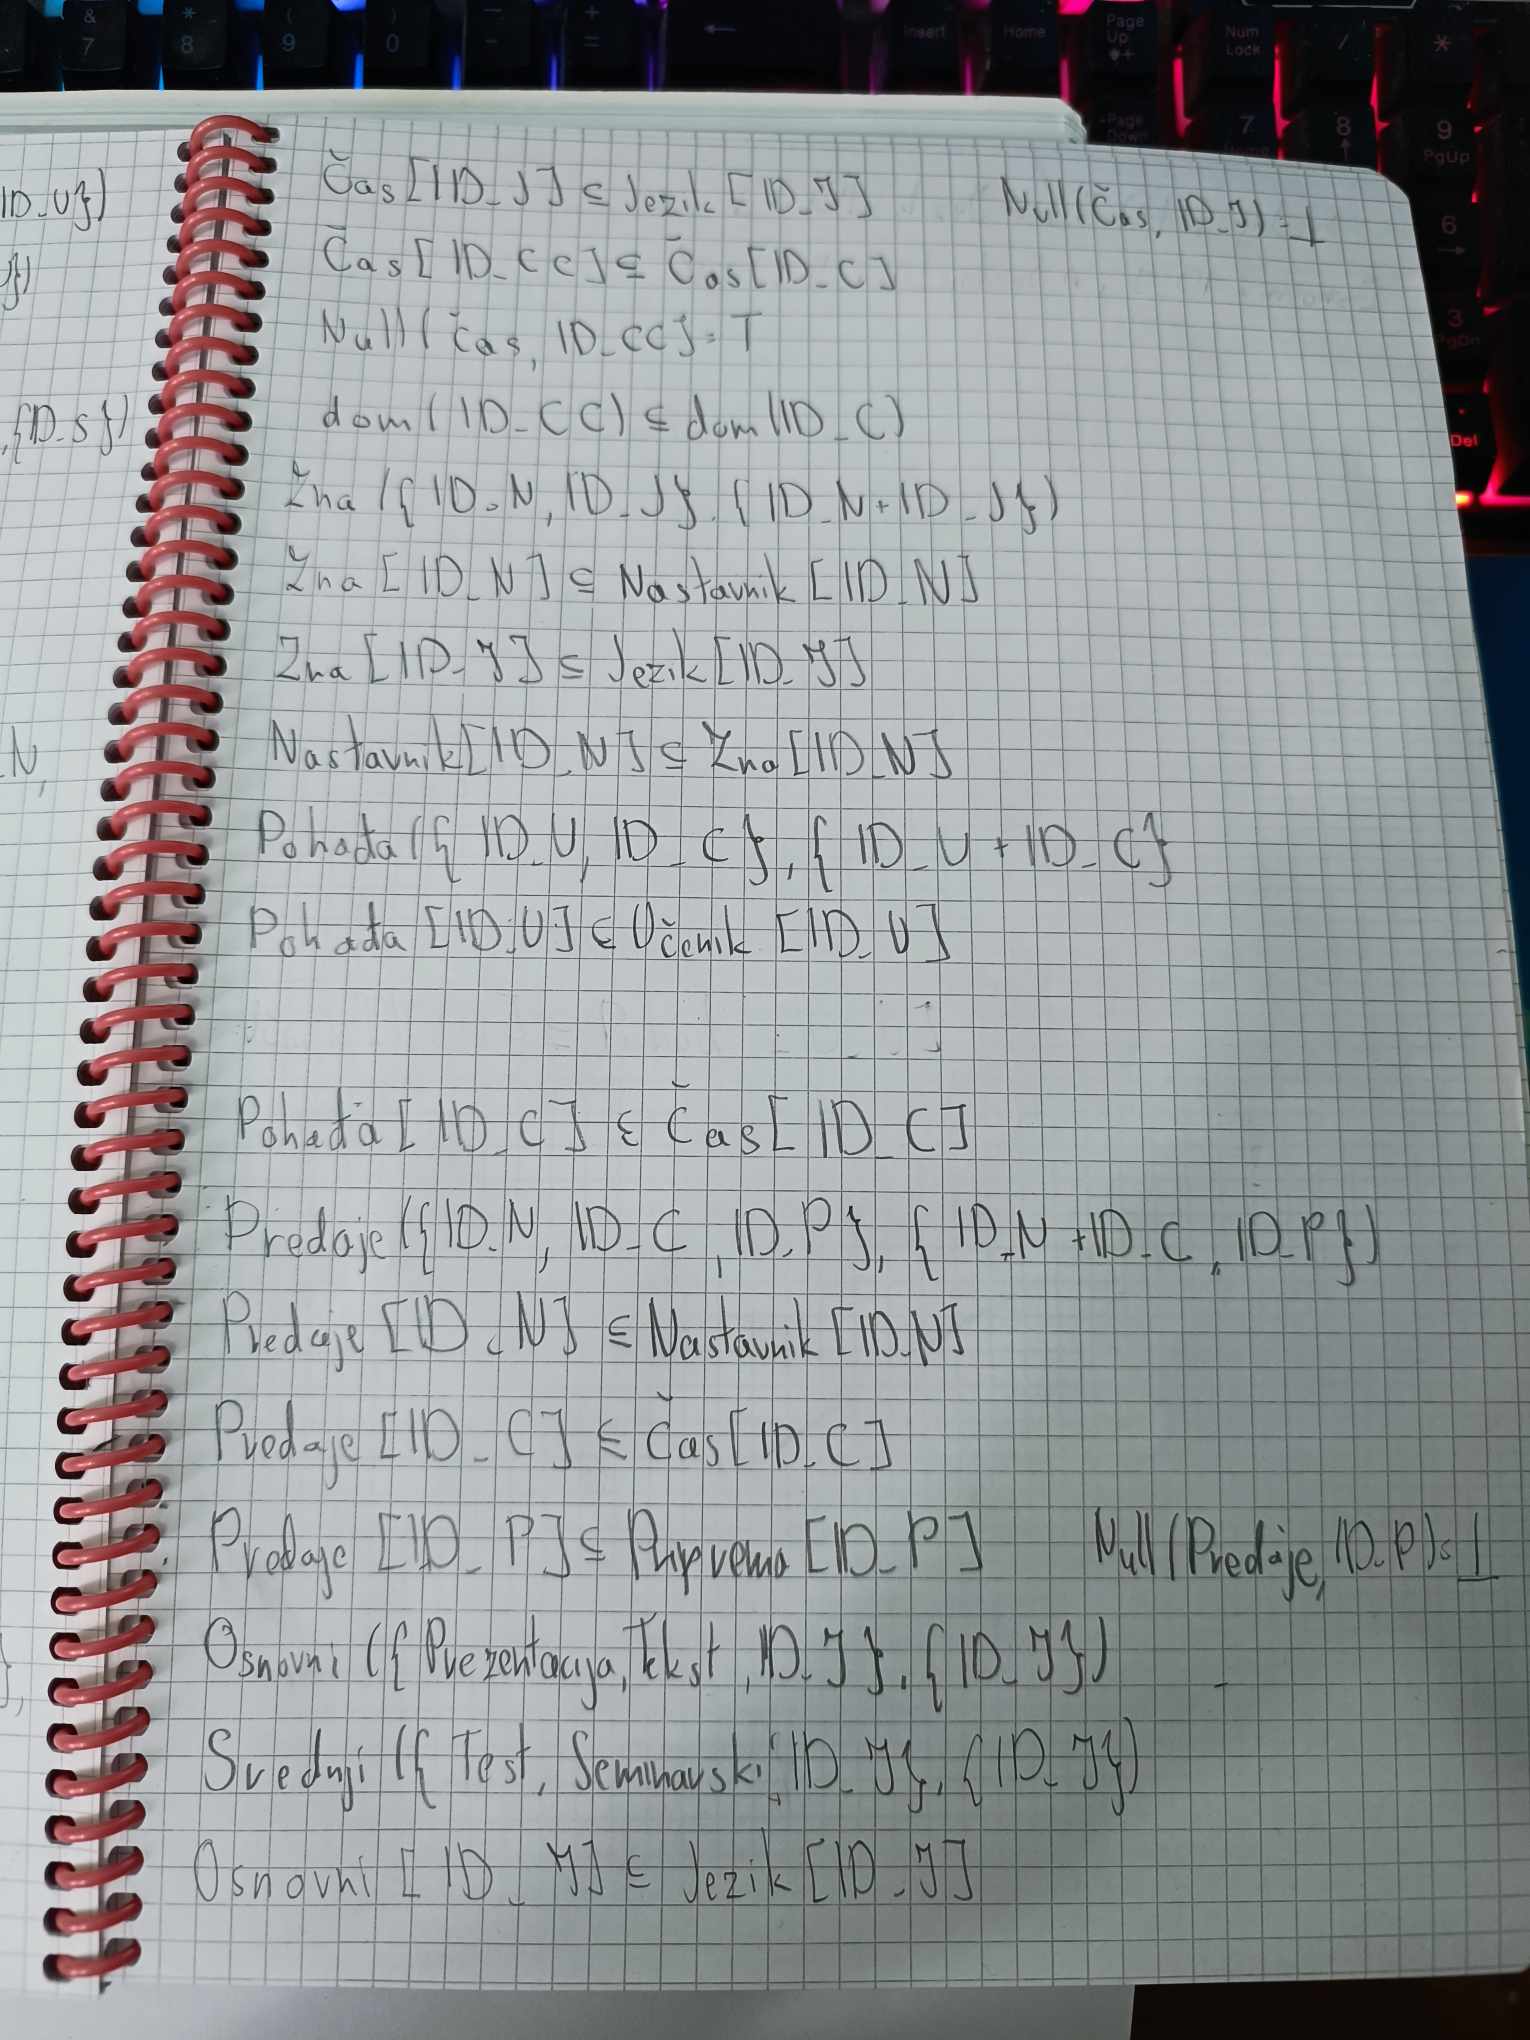 Čas[ID_J] ⊆ Jezik[ID_J] Null(Čas, ID_J)=⊥
Čas[ID_CC] ⊆ Čas[ID_C]
Null(Čas, ID_CC]=T
dom(ID_CC) ⊆ dom(ID_C)
Zna({ID_N, ID_J}, {ID_N+ID_J})
Zna[ID_N] ⊆ Nastavnik[ID_N]
Zna[ID_J] ⊆ Jezik[ID_J]
Nastavnik[ID_N] ⊆ Zna[ID_N]
Pohađa({ID_U, ID_C}, {ID_U+ID_C}
Pohađa[ID_U] ⊆ Učenik[ID_U]
Pohađa[ID_C] ⊆ Čas[ID_C]
Predaje({ID_N, ID_C, ID_P}, {ID_N+ID_C, ID_P})
Predaje[ID_N] ⊆ Nastavnik[ID_N]
Predaje[ID_C] ⊆ Čas[ID_C]
Predaje[ID_P] ⊆ [ID_P] Null(Predaje, ID_P)=⊥
Osnovni({Prezentacija, Tekst, ID_J}, {ID_J})
Srednji({Test, Seminarski, ID_J}, {ID_J})
Osnovni[ID_J] ⊆ Jezik[ID_J]
ID_U})
})
,{ID_S})
N,
},
&
7
*
8
(
9
)
0
-
+
=
Insert
Home
Page
Up
Num
Lock
/
*
Page
Down
7
Home
8
9
PgUp
6
3
PgDn
Del